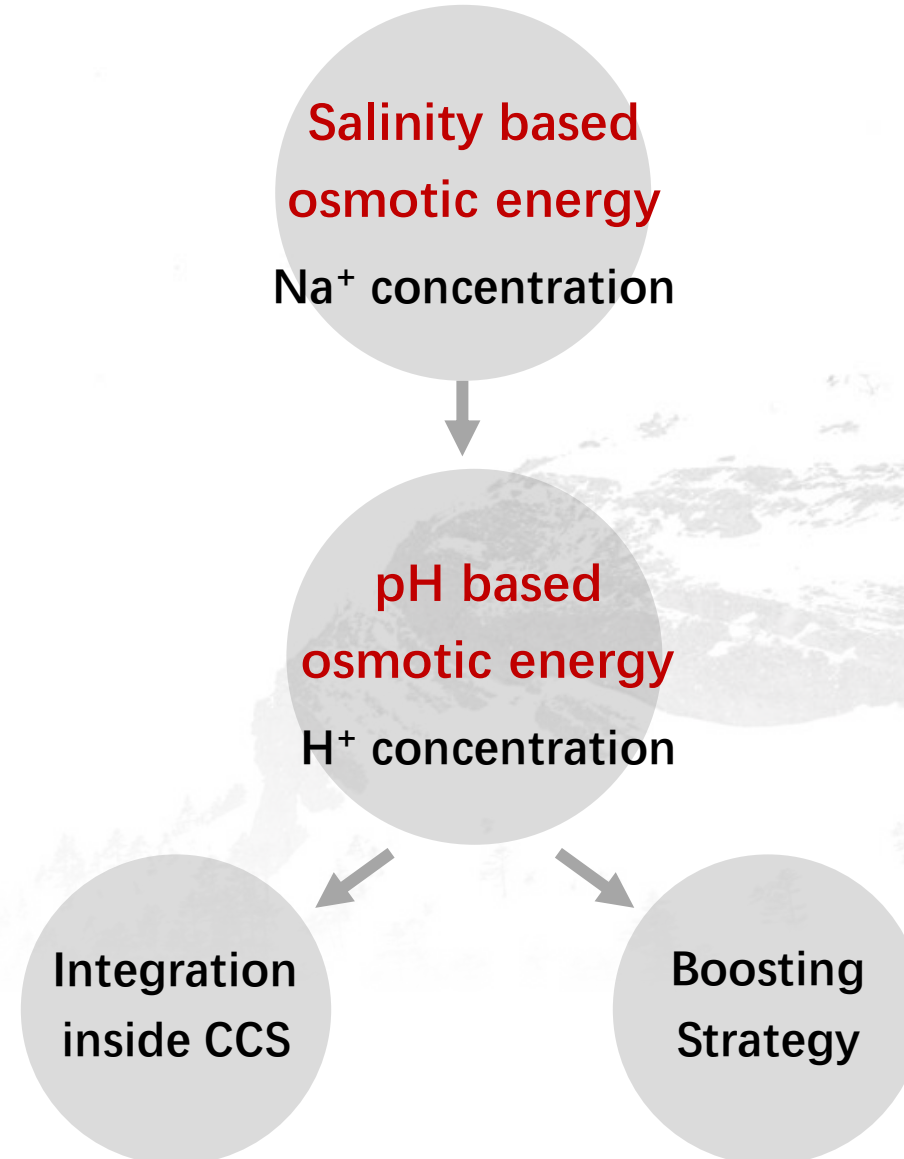 Salinity based
osmotic energy
Na⁺ concentration
pH based
osmotic energy
H⁺ concentration
Integration
inside CCS
Boosting
Strategy